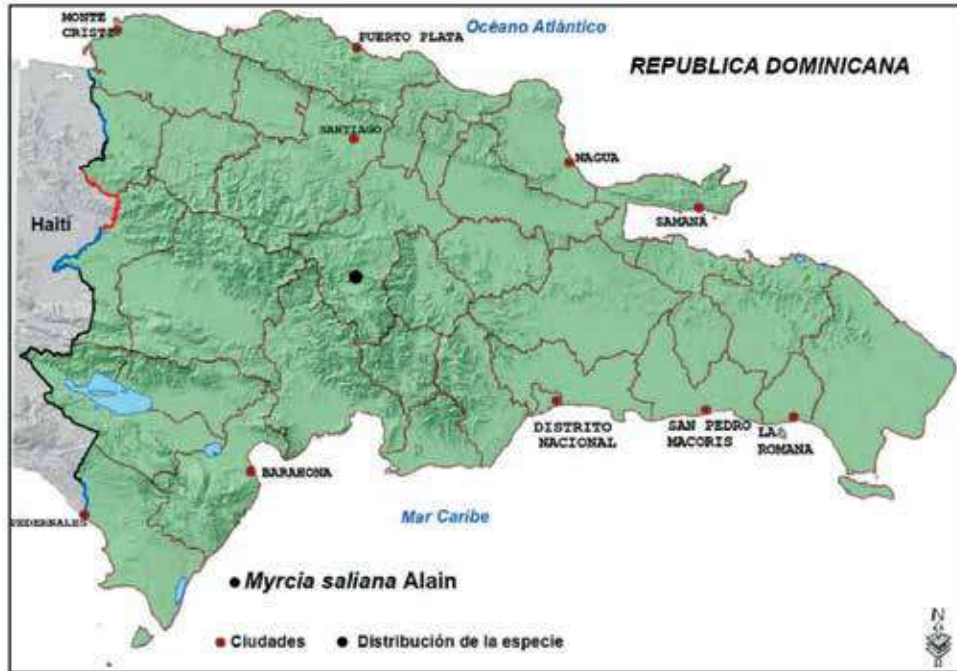 MONTE
CRISTI
Océano Atlàntico
PUERTO PLATA
REPUBLICA DOMINICANA
SANTIAGO
NAGUA
SAMANA
Haití
DISTRITO
NACIONAL
SAN PEDRO
MACORIS
LA
ROMANA
BARAHONA
PEDERNALES
Mar Caribe
Myrcia saliana Alain
Ciudades
Distribución de la especie
N